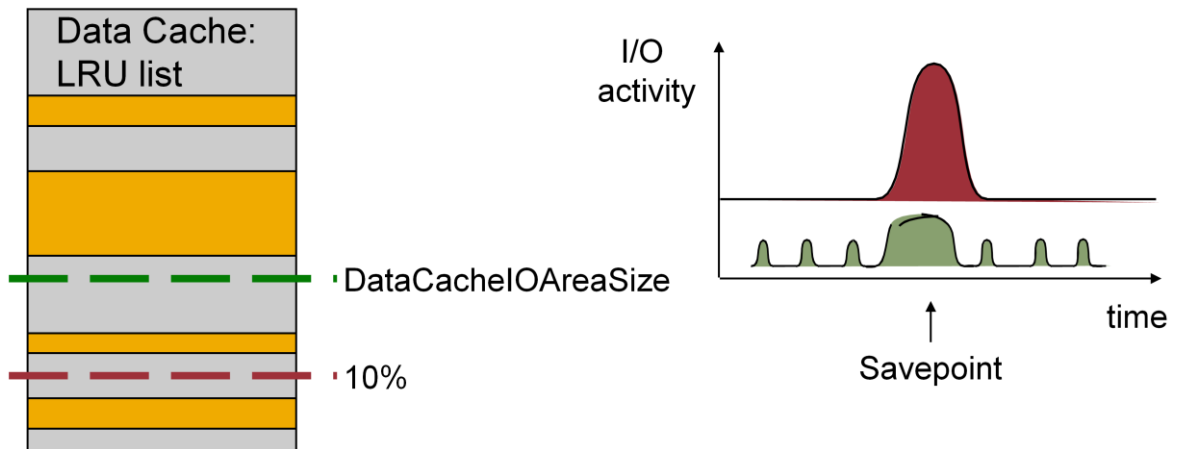 Data Cache:
LRU list
DataCacheIOAreaSize
10%
I/O
activity
time
Savepoint